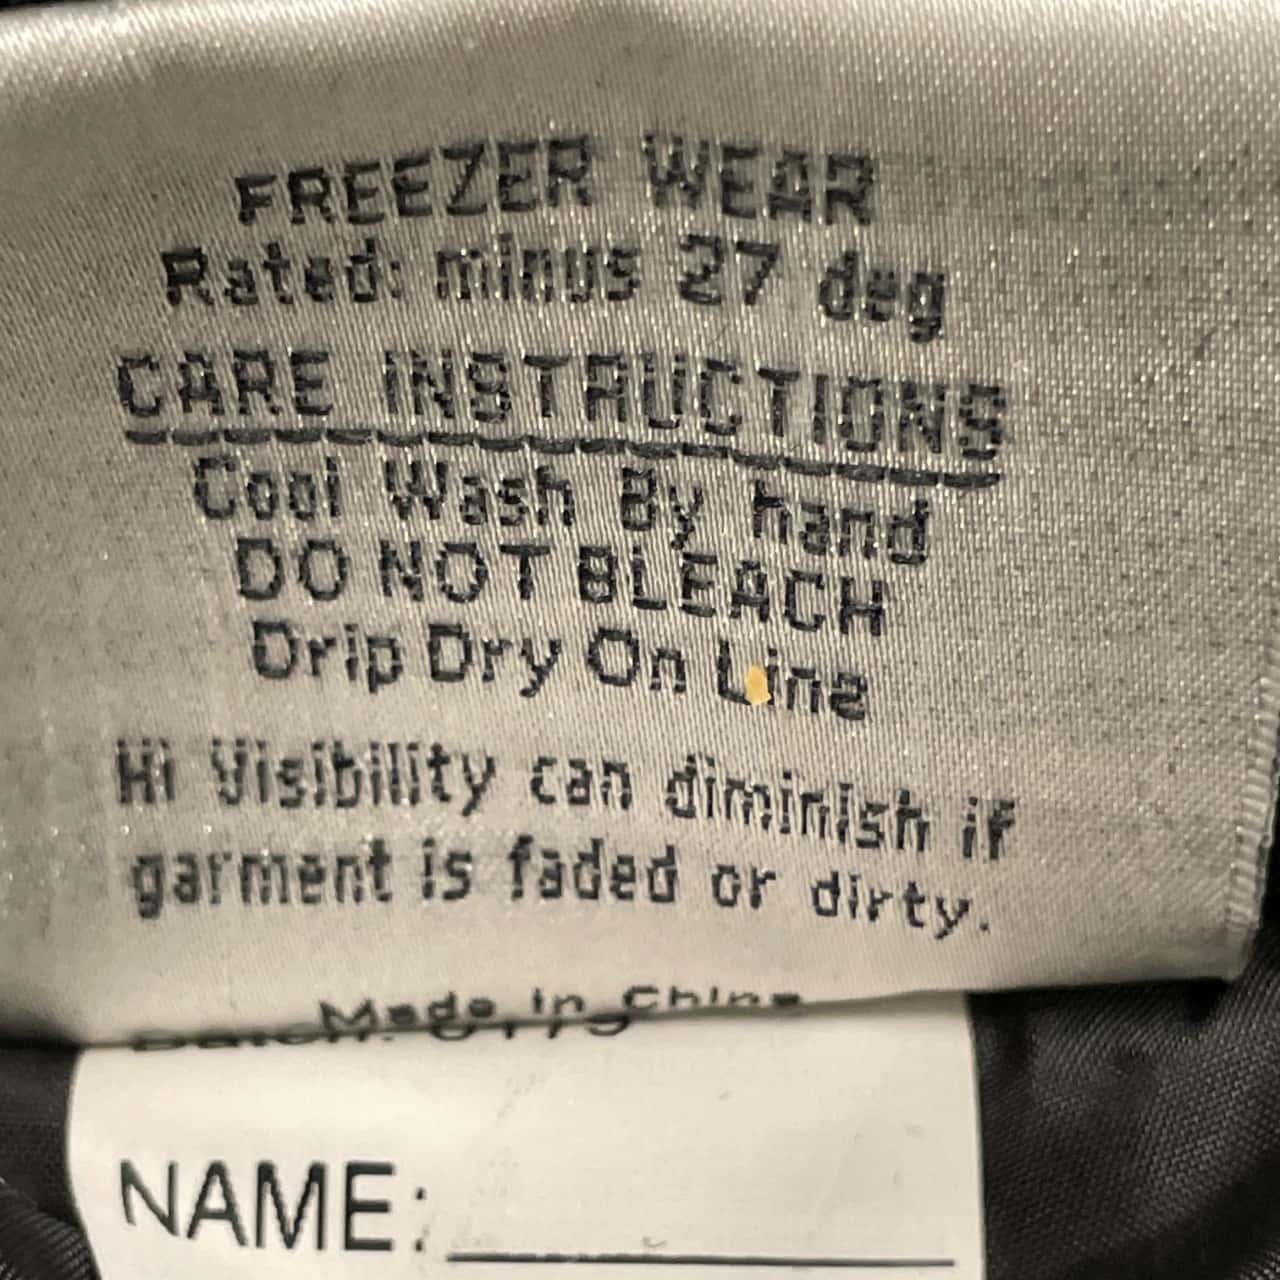 FREEZER WEAR
Rated: minus 27 deg
CARE INSTRUCTIONS
Cool Wash By hand
DO NOT BLEACH
Drip Dry On Line
Hi Visibility can diminish if
garment is faded or dirty.
Made in China
NAME: